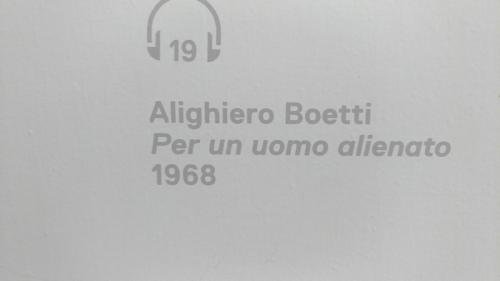 19
Alighiero Boetti
Per un uomo alienato
1968